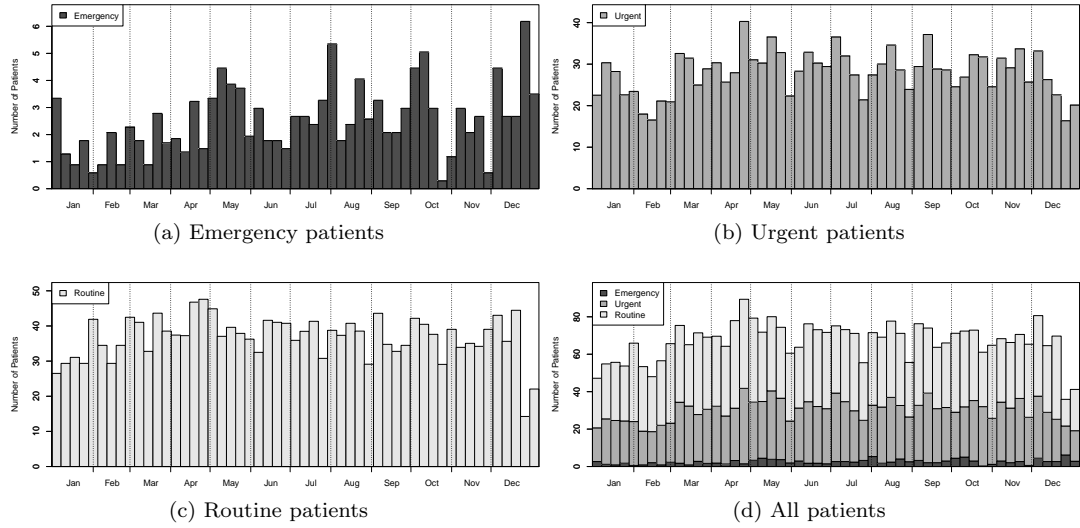 Emergency
Number of Patients
0 1 2 3 4 5 6
Jan Feb Mar Apr May Jun Jul Aug Sep Oct Nov Dec
(a) Emergency patients
Urgent
Number of Patients
0 10 20 30 40
Jan Feb Mar Apr May Jun Jul Aug Sep Oct Nov Dec
(b) Urgent patients
Routine
Number of Patients
0 10 20 30 40 50
Jan Feb Mar Apr May Jun Jul Aug Sep Oct Nov Dec
(c) Routine patients
Emergency
Urgent
Routine
Number of Patients
0 20 40 60 80
Jan Feb Mar Apr May Jun Jul Aug Sep Oct Nov Dec
(d) All patients